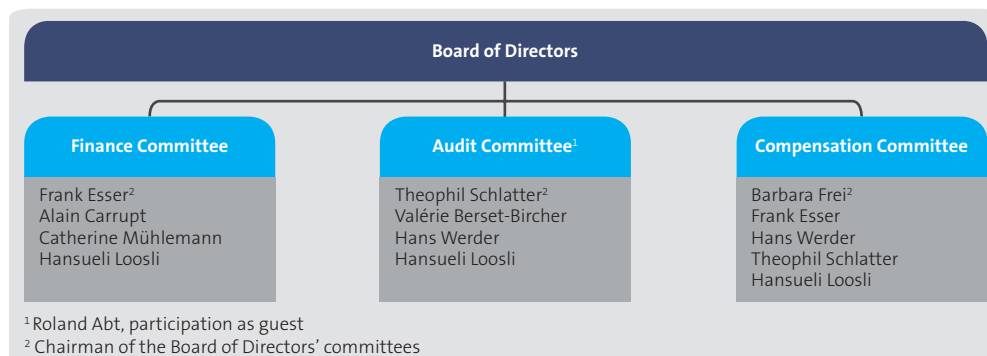 Board of Directors
Finance Committee
Frank Esser²
Alain Carrupt
Catherine Mühlemann
Hansueli Loosli
Audit Committee¹
Theophil Schlatter²
Valérie Berset-Bircher
Hans Werder
Hansueli Loosli
Compensation Committee
Barbara Frei²
Frank Esser
Hans Werder
Theophil Schlatter
Hansueli Loosli
¹ Roland Abt, participation as guest
² Chairman of the Board of Directors’ committees